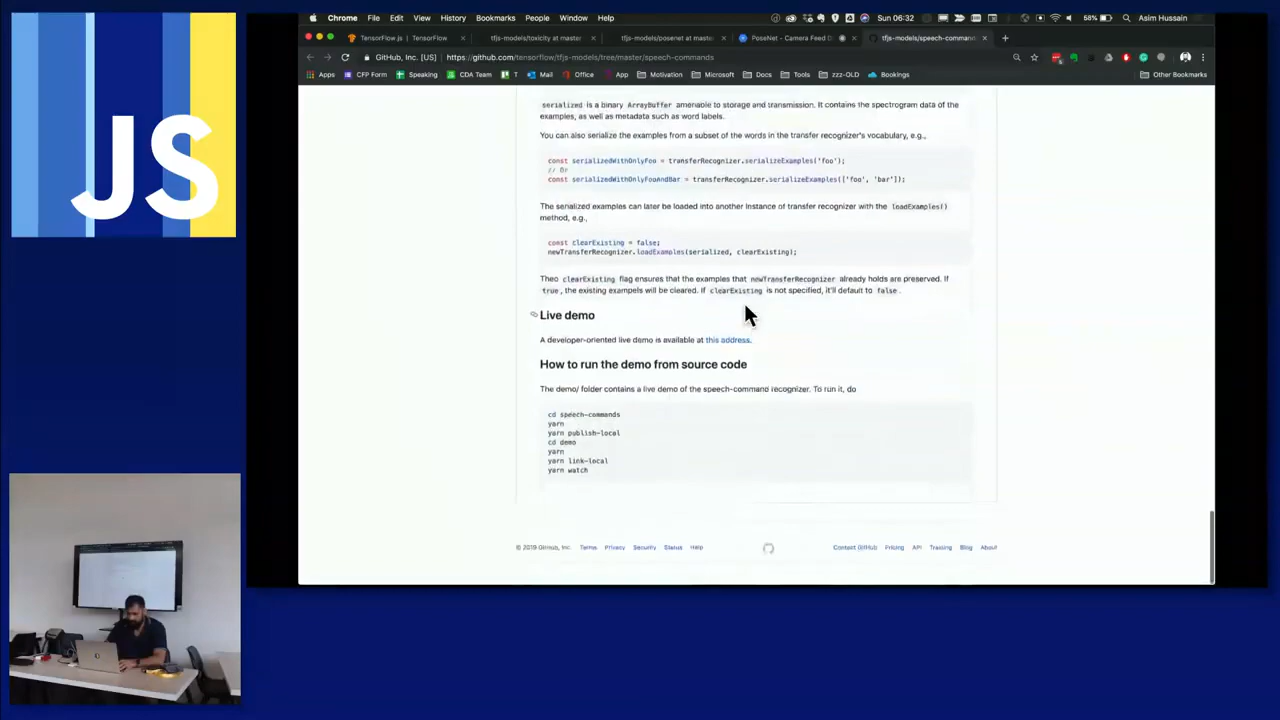 JS
Chrome File Edit View History Bookmarks People Window Help
58% Sun 06:32 Asim Hussain
TensorFlow.js | TensorFlow
tfjs-models/toxicity at master
tfjs-models/posenet at master
PoseNet - Camera Feed D
tfjs-models/speech-command
GitHub, Inc. [US] https://github.com/tensorflow/tfjs-models/tree/master/speech-commands
Apps CFP Form Speaking CDA Team T Mail Office App Motivation Microsoft Docs Tools zzz-OLD Bookings Other Bookmarks
serialized is a binary ArrayBuffer amenable to storage and transmission. It contains the spectrogram data of the
examples, as well as metadata such as word labels.
You can also serialize the examples from a subset of the words in the transfer recognizer's vocabulary, e.g.,
const serializedWithOnlyFoo = transferRecognizer.serializeExamples('foo');
// Or
const serializedWithOnlyFooAndBar = transferRecognizer.serializeExamples(['foo', 'bar']);
The serialized examples can later be loaded into another instance of transfer recognizer with the loadExamples()
method, e.g.,
const clearExisting = false;
newTransferRecognizer.loadExamples(serialized, clearExisting);
Theo clearExisting flag ensures that the examples that newTransferRecognizer already holds are preserved. If
true, the existing exampels will be cleared. If clearExisting is not specified, it'll default to false.
Live demo
A developer-oriented live demo is available at this address.
How to run the demo from source code
The demo/ folder contains a live demo of the speech-command recognizer. To run it, do
cd speech-commands
yarn
yarn publish-local
cd demo
yarn
yarn link-local
yarn watch
© 2019 GitHub, Inc. Terms Privacy Security Status Help Contact GitHub Pricing API Training Blog About